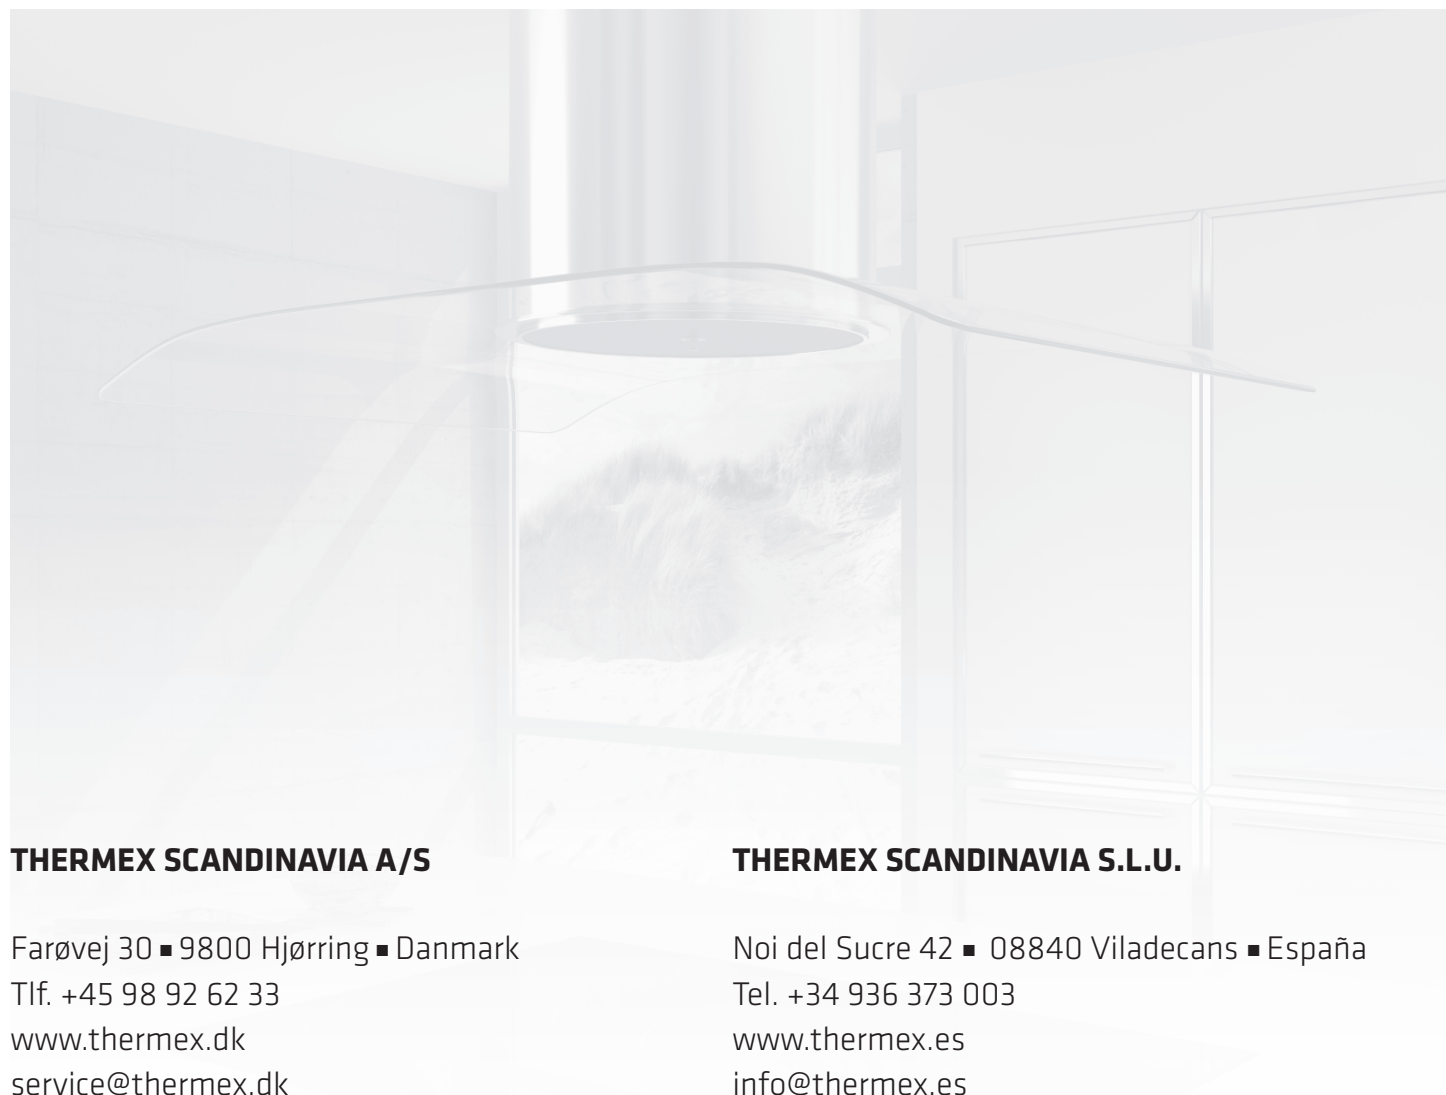 THERMEX SCANDINAVIA A/S
Farøvej 30 ▪ 9800 Hjørring ▪ Danmark
Tlf. +45 98 92 62 33
www.thermex.dk
service@thermex.dk
THERMEX SCANDINAVIA S.L.U.
Noi del Sucre 42 ▪ 08840 Viladecans ▪ España
Tel. +34 936 373 003
www.thermex.es
info@thermex.es